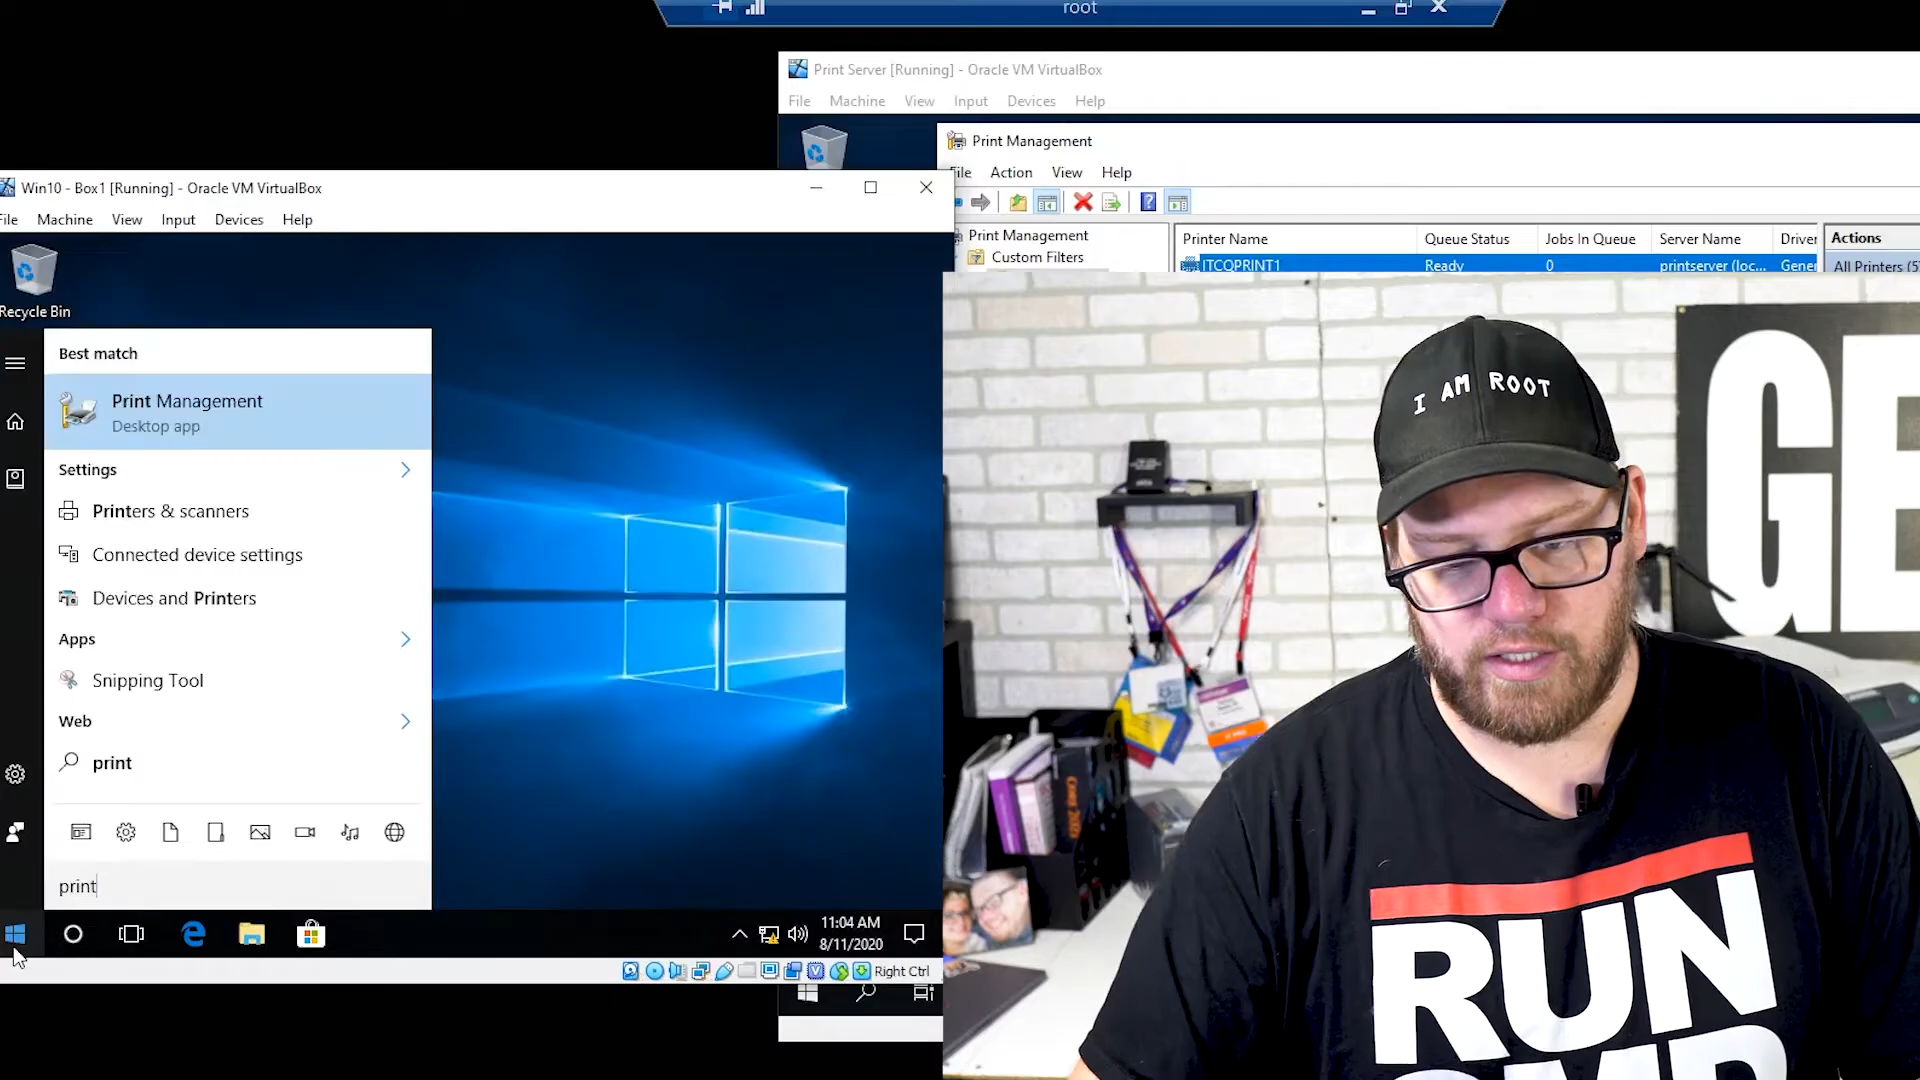 root
Print Server [Running] - Oracle VM VirtualBox
File Machine View Input Devices Help
Print Management
File Action View Help
Print Management
Custom Filters
Printer Name Queue Status Jobs In Queue Server Name Driver Actions
ITCQPRINT1 Ready 0 printserver (loc... Gener All Printers (5
Win10 - Box1 [Running] - Oracle VM VirtualBox
File Machine View Input Devices Help
Recycle Bin
Best match
Print Management
Desktop app
Settings
Printers & scanners
Connected device settings
Devices and Printers
Apps
Snipping Tool
Web
print
print
11:04 AM
8/11/2020
Right Ctrl
I AM ROOT
GE
RUN
CMD